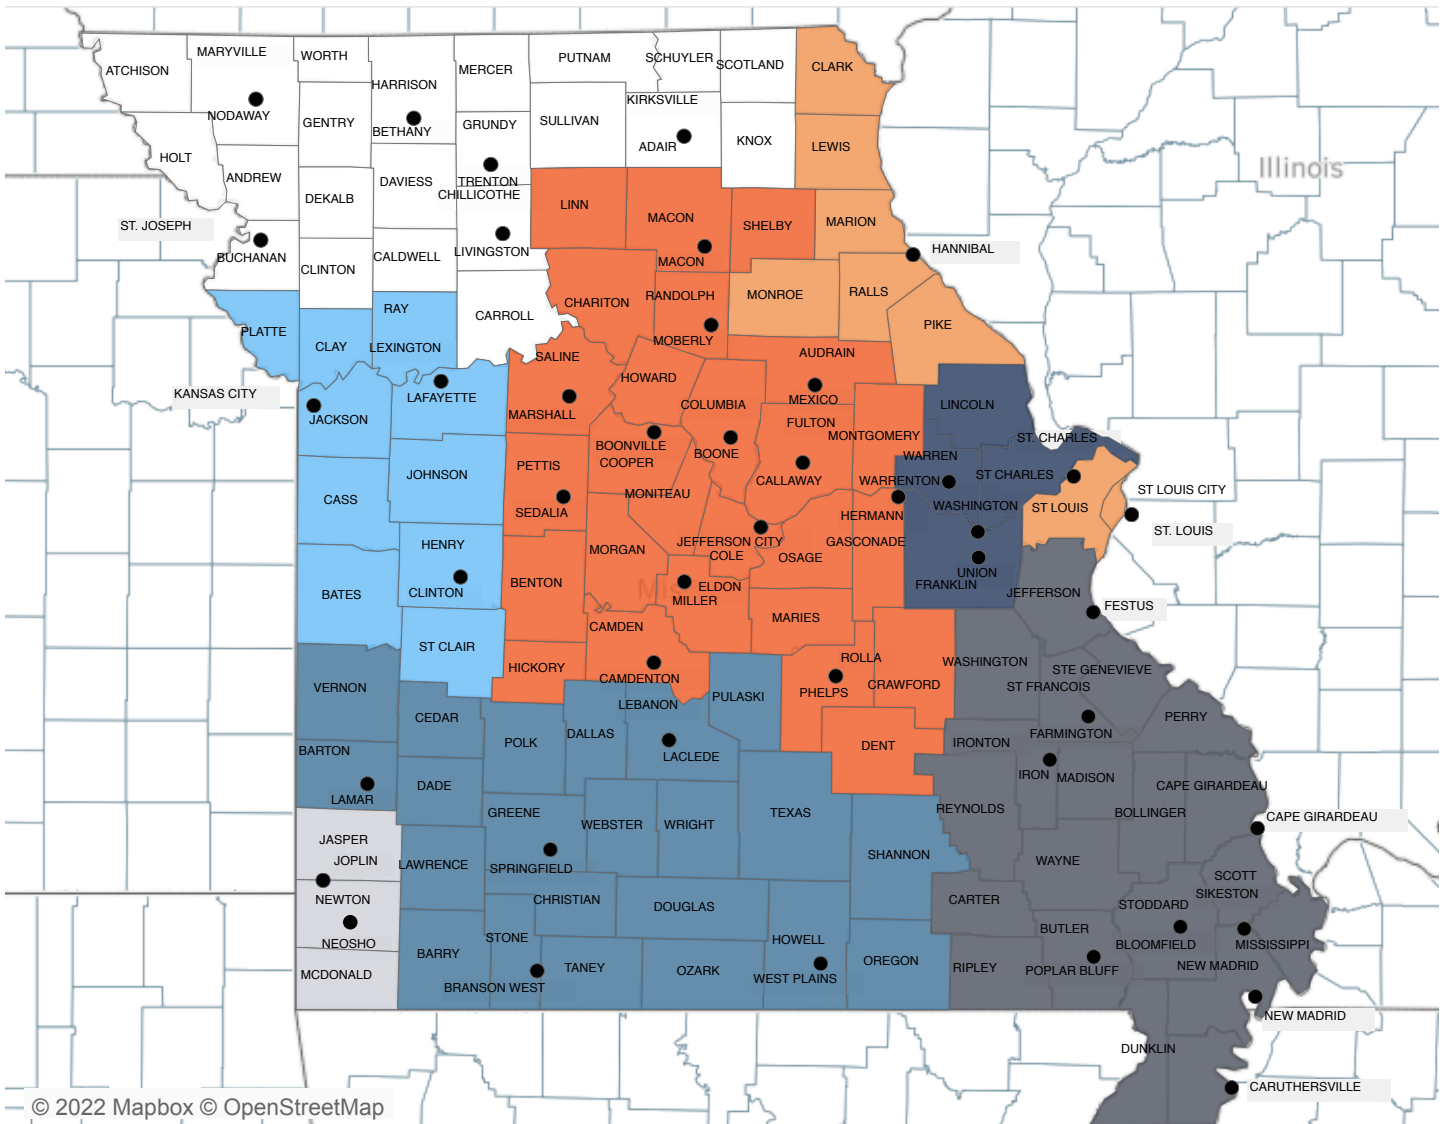 MARYVILLE
WORTH
PUTNAM
SCHUYLER
SCOTLAND
CLARK
ATCHISON
HARRISON
MERCER
KIRKSVILLE
NODAWAY
GENTRY
BETHANY
GRUNDY
SULLIVAN
ADAIR
KNOX
LEWIS
HOLT
ANDREW
DEKALB
DAVIESS
TRENTON
CHILLICOTHE
LINN
MACON
SHELBY
MARION
Illinois
ST. JOSEPH
BUCHANAN
CLINTON
CALDWELL
LIVINGSTON
MACON
HANNIBAL
PLATTE
RAY
CARROLL
CHARITON
RANDOLPH
MONROE
RALLS
PIKE
CLAY
LEXINGTON
SALINE
MOBERLY
AUDRAIN
KANSAS CITY
JACKSON
LAFAYETTE
MARSHALL
HOWARD
COLUMBIA
MEXICO
LINCOLN
FULTON
MONTGOMERY
ST. CHARLES
CASS
JOHNSON
PETTIS
BOONVILLE
COOPER
BOONE
CALLAWAY
WARREN
WARRENTON
ST CHARLES
ST LOUIS CITY
SEDALIA
MONITEAU
HERMANN
WASHINGTON
ST LOUIS
ST. LOUIS
HENRY
MORGAN
JEFFERSON CITY
COLE
OSAGE
GASCONADE
BATES
CLINTON
BENTON
Mis
ELDON
MILLER
UNION
FRANKLIN
JEFFERSON
FESTUS
ST CLAIR
CAMDEN
MARIES
HICKORY
CAMDENTON
ROLLA
PHELPS
CRAWFORD
WASHINGTON
STE GENEVIEVE
ST FRANCOIS
VERNON
CEDAR
LEBANON
PULASKI
PERRY
BARTON
POLK
DALLAS
LACLEDE
DENT
IRONTON
FARMINGTON
LAMAR
DADE
IRON
MADISON
CAPE GIRARDEAU
JASPER
JOPLIN
GREENE
WEBSTER
WRIGHT
TEXAS
REYNOLDS
BOLLINGER
CAPE GIRARDEAU
LAWRENCE
SPRINGFIELD
SHANNON
WAYNE
SCOTT
SIKESTON
NEWTON
CHRISTIAN
DOUGLAS
CARTER
STODDARD
NEOSHO
BARRY
STONE
HOWELL
BUTLER
BLOOMFIELD
MISSISSIPPI
MCDONALD
BRANSON WEST
TANEY
OZARK
WEST PLAINS
OREGON
RIPLEY
POPLAR BLUFF
NEW MADRID
NEW MADRID
DUNKLIN
CARUTHERSVILLE
© 2022 Mapbox © OpenStreetMap